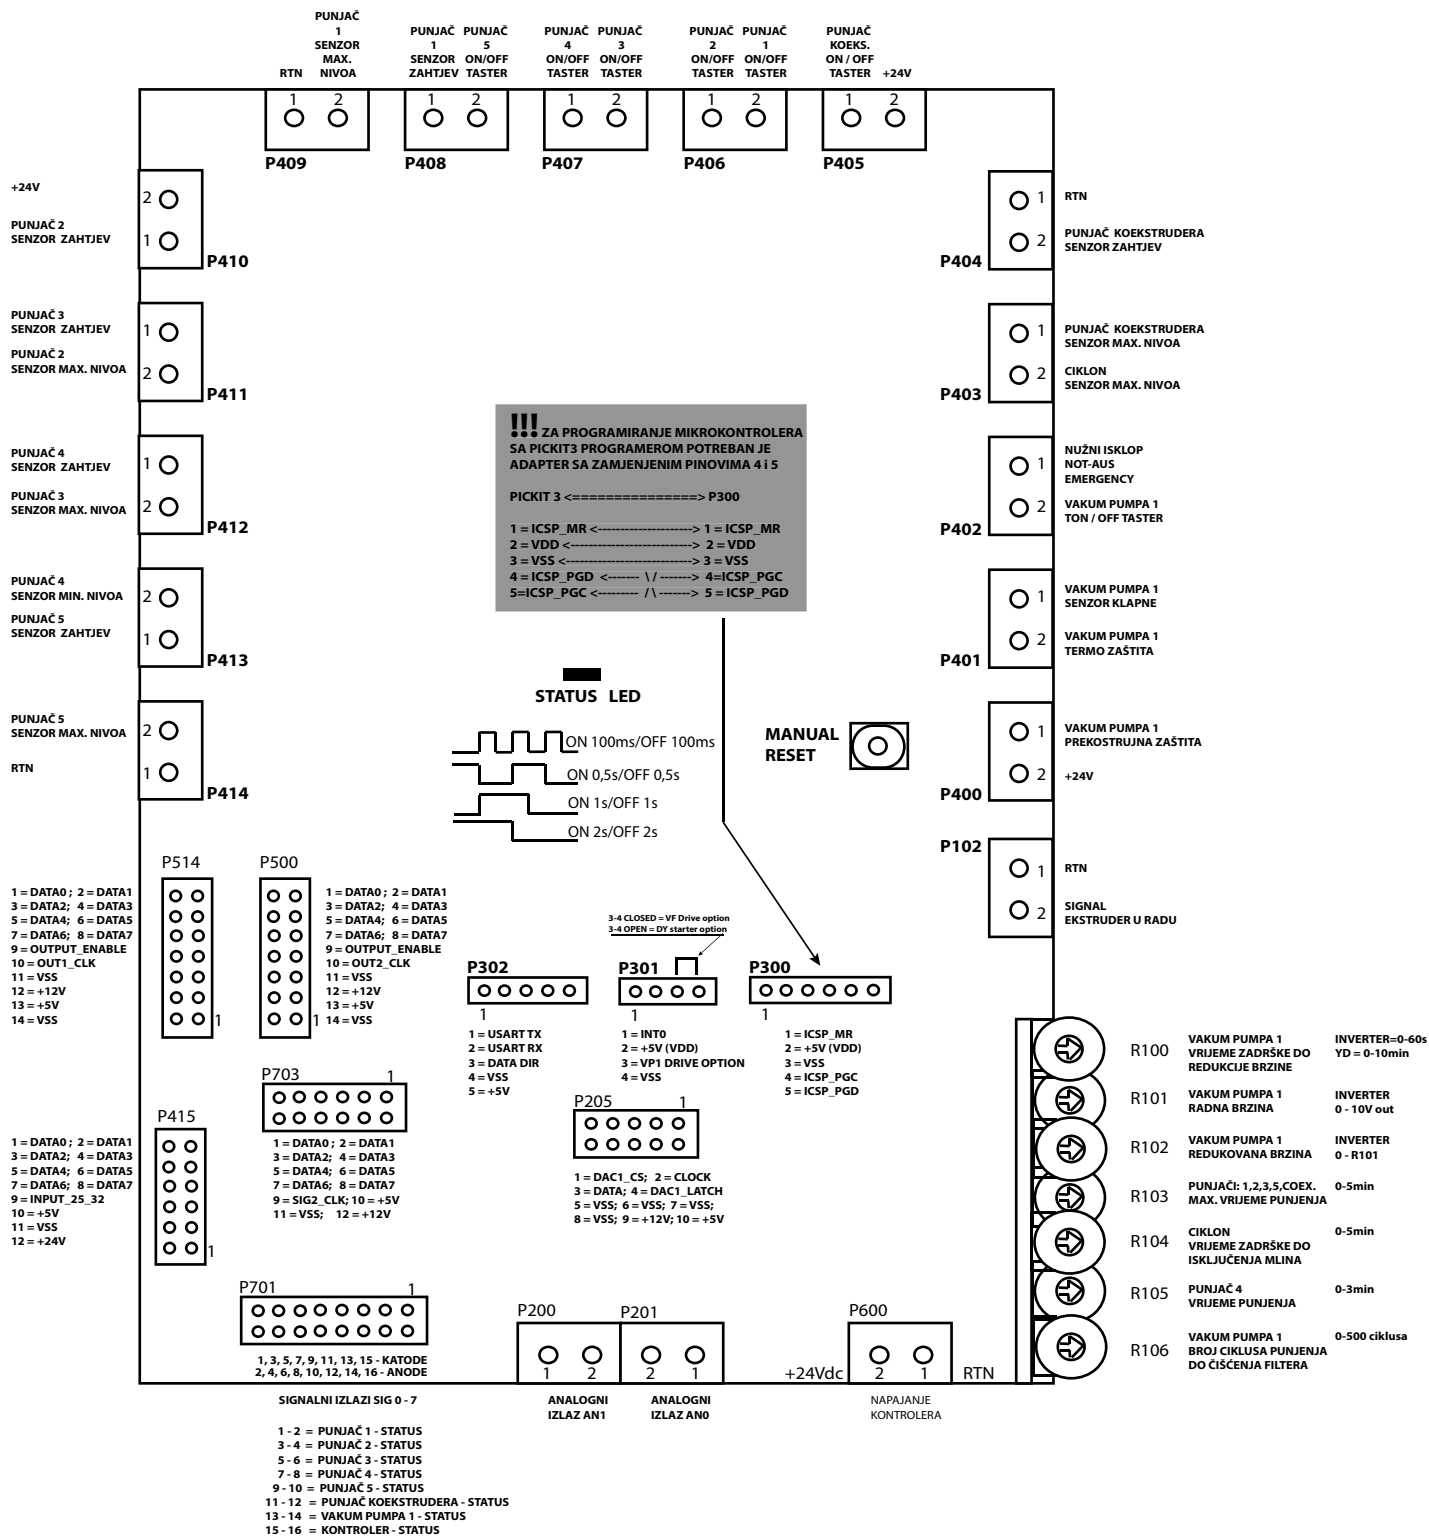 PUNJAČ
1
SENZOR
MAX.
NIVOA
RTN
PUNJAČ
1
SENZOR
ZAHTJEV
PUNJAČ
5
ON/OFF
TASTER
PUNJAČ
4
ON/OFF
TASTER
PUNJAČ
3
ON/OFF
TASTER
PUNJAČ
2
ON/OFF
TASTER
PUNJAČ
1
ON/OFF
TASTER
PUNJAČ
KOEKS.
ON / OFF
TASTER
+24V
1 2
P409
1 2
P408
1 2
P407
1 2
P406
1 2
P405
+24V
PUNJAČ 2
SENZOR ZAHTJEV
2
1
P410
PUNJAČ 3
SENZOR ZAHTJEV
PUNJAČ 2
SENZOR MAX. NIVOA
1
2
P411
PUNJAČ 4
SENZOR ZAHTJEV
PUNJAČ 3
SENZOR MAX. NIVOA
1
2
P412
PUNJAČ 4
SENZOR MIN. NIVOA
PUNJAČ 5
SENZOR ZAHTJEV
2
1
P413
PUNJAČ 5
SENZOR MAX. NIVOA
RTN
2
1
P414
P404
1
2
RTN
PUNJAČ KOEKSTRUDERA
SENZOR ZAHTJEV
P403
1
2
PUNJAČ KOEKSTRUDERA
SENZOR MAX. NIVOA
CIKLON
SENZOR MAX. NIVOA
P402
1
2
NUŽNI ISKLOP
NOT-AUS
EMERGENCY
VAKUM PUMPA 1
TON / OFF TASTER
P401
1
2
VAKUM PUMPA 1
SENZOR KLAPNE
VAKUM PUMPA 1
TERMO ZAŠTITA
P400
1
2
VAKUM PUMPA 1
PREKOSTRUJNA ZAŠTITA
+24V
P102
1
2
RTN
SIGNAL
EKSTRUDER U RADU
!!! ZA PROGRAMIRANJE MIKROKONTROLERA
SA PICKIT3 PROGRAMEROM POTREBAN JE
ADAPTER SA ZAMJENJENIM PINOVIMA 4 i 5
PICKIT 3 <===============> P300
1 = ICSP_MR <----------------------> 1 = ICSP_MR
2 = VDD <----------------------------> 2 = VDD
3 = VSS <-----------------------------> 3 = VSS
4 = ICSP_PGD <------- \ / -------> 4=ICSP_PGC
5=ICSP_PGC <--------- / \ -------> 5 = ICSP_PGD
STATUS LED
ON 100ms/OFF 100ms
ON 0,5s/OFF 0,5s
ON 1s/OFF 1s
ON 2s/OFF 2s
MANUAL
RESET
P514
1
1 = DATA0 ; 2 = DATA1
3 = DATA2; 4 = DATA3
5 = DATA4; 6 = DATA5
7 = DATA6; 8 = DATA7
9 = OUTPUT_ENABLE
10 = OUT1_CLK
11 = VSS
12 = +12V
13 = +5V
14 = VSS
P500
1
1 = DATA0 ; 2 = DATA1
3 = DATA2; 4 = DATA3
5 = DATA4; 6 = DATA5
7 = DATA6; 8 = DATA7
9 = OUTPUT_ENABLE
10 = OUT2_CLK
11 = VSS
12 = +12V
13 = +5V
14 = VSS
P302
1
1 = USART TX
2 = USART RX
3 = DATA DIR
4 = VSS
5 = +5V
3-4 CLOSED = VF Drive option
3-4 OPEN = DY starter option
P301
1
1 = INT0
2 = +5V (VDD)
3 = VP1 DRIVE OPTION
4 = VSS
P300
1
1 = ICSP_MR
2 = +5V (VDD)
3 = VSS
4 = ICSP_PGC
5 = ICSP_PGD
P703
1
1 = DATA0 ; 2 = DATA1
3 = DATA2; 4 = DATA3
5 = DATA4; 6 = DATA5
7 = DATA6; 8 = DATA7
9 = SIG2_CLK; 10 = +5V
11 = VSS; 12 = +12V
P205
1
1 = DAC1_CS; 2 = CLOCK
3 = DATA; 4 = DAC1_LATCH
5 = VSS; 6 = VSS; 7 = VSS;
8 = VSS; 9 = +12V; 10 = +5V
P415
1
1 = DATA0 ; 2 = DATA1
3 = DATA2; 4 = DATA3
5 = DATA4; 6 = DATA5
7 = DATA6; 8 = DATA7
9 = INPUT_25_32
10 = +5V
11 = VSS
12 = +24V
P701
1
1, 3, 5, 7, 9, 11, 13, 15 - KATODE
2, 4, 6, 8, 10, 12, 14, 16 - ANODE
SIGNALNI IZLAZI SIG 0 - 7
1 - 2 = PUNJAČ 1 - STATUS
3 - 4 = PUNJAČ 2 - STATUS
5 - 6 = PUNJAČ 3 - STATUS
7 - 8 = PUNJAČ 4 - STATUS
9 - 10 = PUNJAČ 5 - STATUS
11 - 12 = PUNJAČ KOEKSTRUDERA - STATUS
13 - 14 = VAKUM PUMPA 1 - STATUS
15 - 16 = KONTROLER - STATUS
P200
1 2
ANALOGNI
IZLAZ AN1
P201
2 1
ANALOGNI
IZLAZ AN0
P600
+24Vdc 2 1 RTN
NAPAJANJE
KONTROLERA
R100 VAKUM PUMPA 1 INVERTER=0-60s
VRIJEME ZADRŠKE DO YD = 0-10min
REDUKCIJE BRZINE
R101 VAKUM PUMPA 1 INVERTER
RADNA BRZINA 0 - 10V out
R102 VAKUM PUMPA 1 INVERTER
REDUKOVANA BRZINA 0 - R101
R103 PUNJAČI: 1,2,3,5,COEX. 0-5min
MAX. VRIJEME PUNJENJA
R104 CIKLON 0-5min
VRIJEME ZADRŠKE DO
ISKLJUČENJA MLINA
R105 PUNJAČ 4 0-3min
VRIJEME PUNJENJA
R106 VAKUM PUMPA 1 0-500 ciklusa
BROJ CIKLUSA PUNJENJA
DO ČIŠĆENJA FILTERA